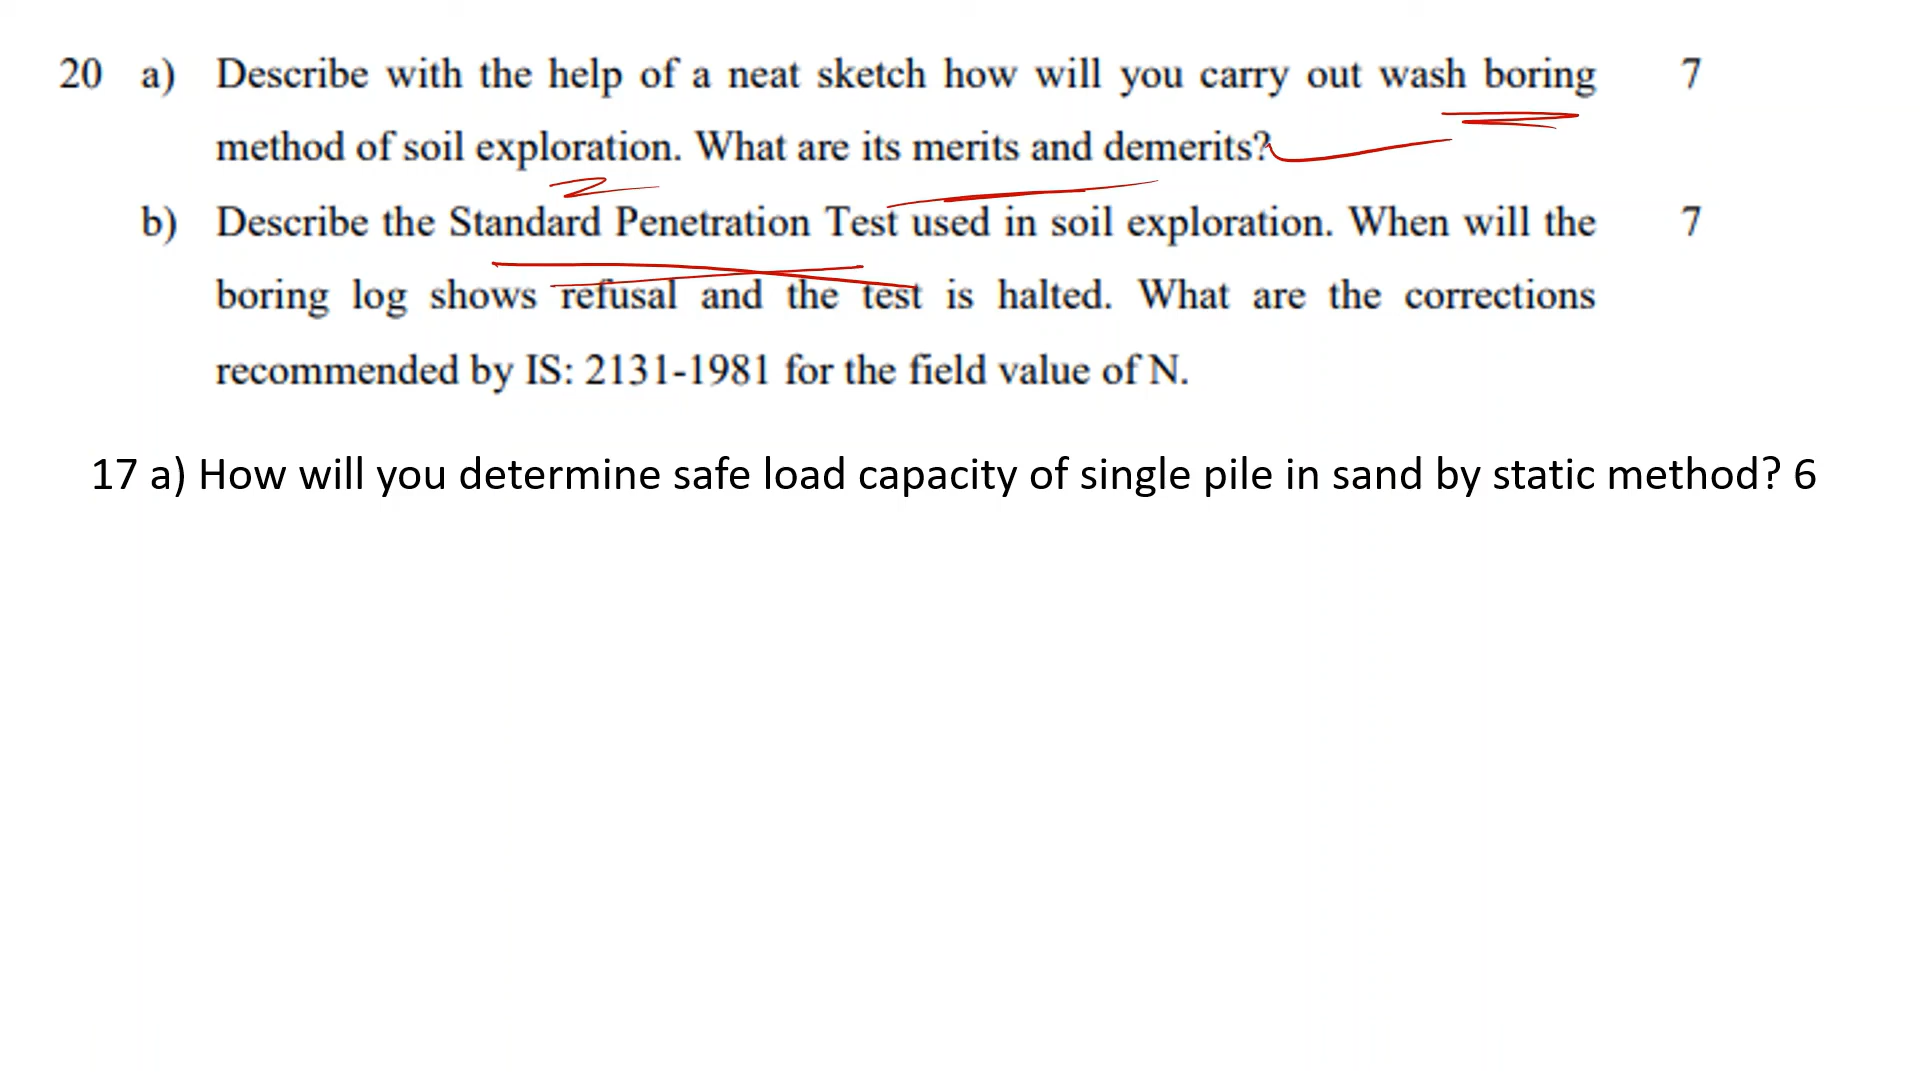 20 a) Describe with the help of a neat sketch how will you carry out wash boring 7
method of soil exploration. What are its merits and demerits?
b) Describe the Standard Penetration Test used in soil exploration. When will the 7
boring log shows refusal and the test is halted. What are the corrections
recommended by IS: 2131-1981 for the field value of N.
17 a) How will you determine safe load capacity of single pile in sand by static method? 6